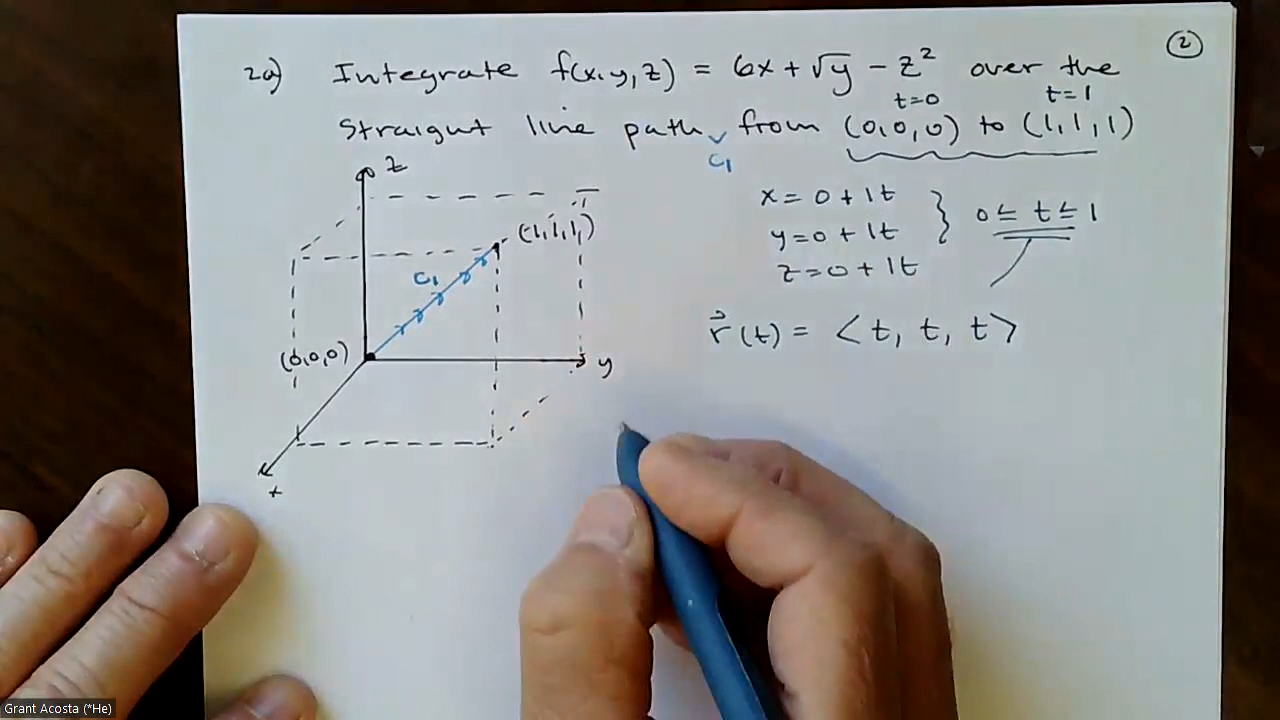 2
2a) Integrate f(x,y,z) = 6x + √y - z² over the
t=0 t=1
straignt line path from (0,0,0) to (1,1,1)
C₁
z
x = 0 + 1t
y = 0 + 1t
z = 0 + 1t
0 ≤ t ≤ 1
(1,1,1)
C₁
(0,0,0)
y
x
r⃗(t) = <t, t, t>
Grant Acosta (*He)